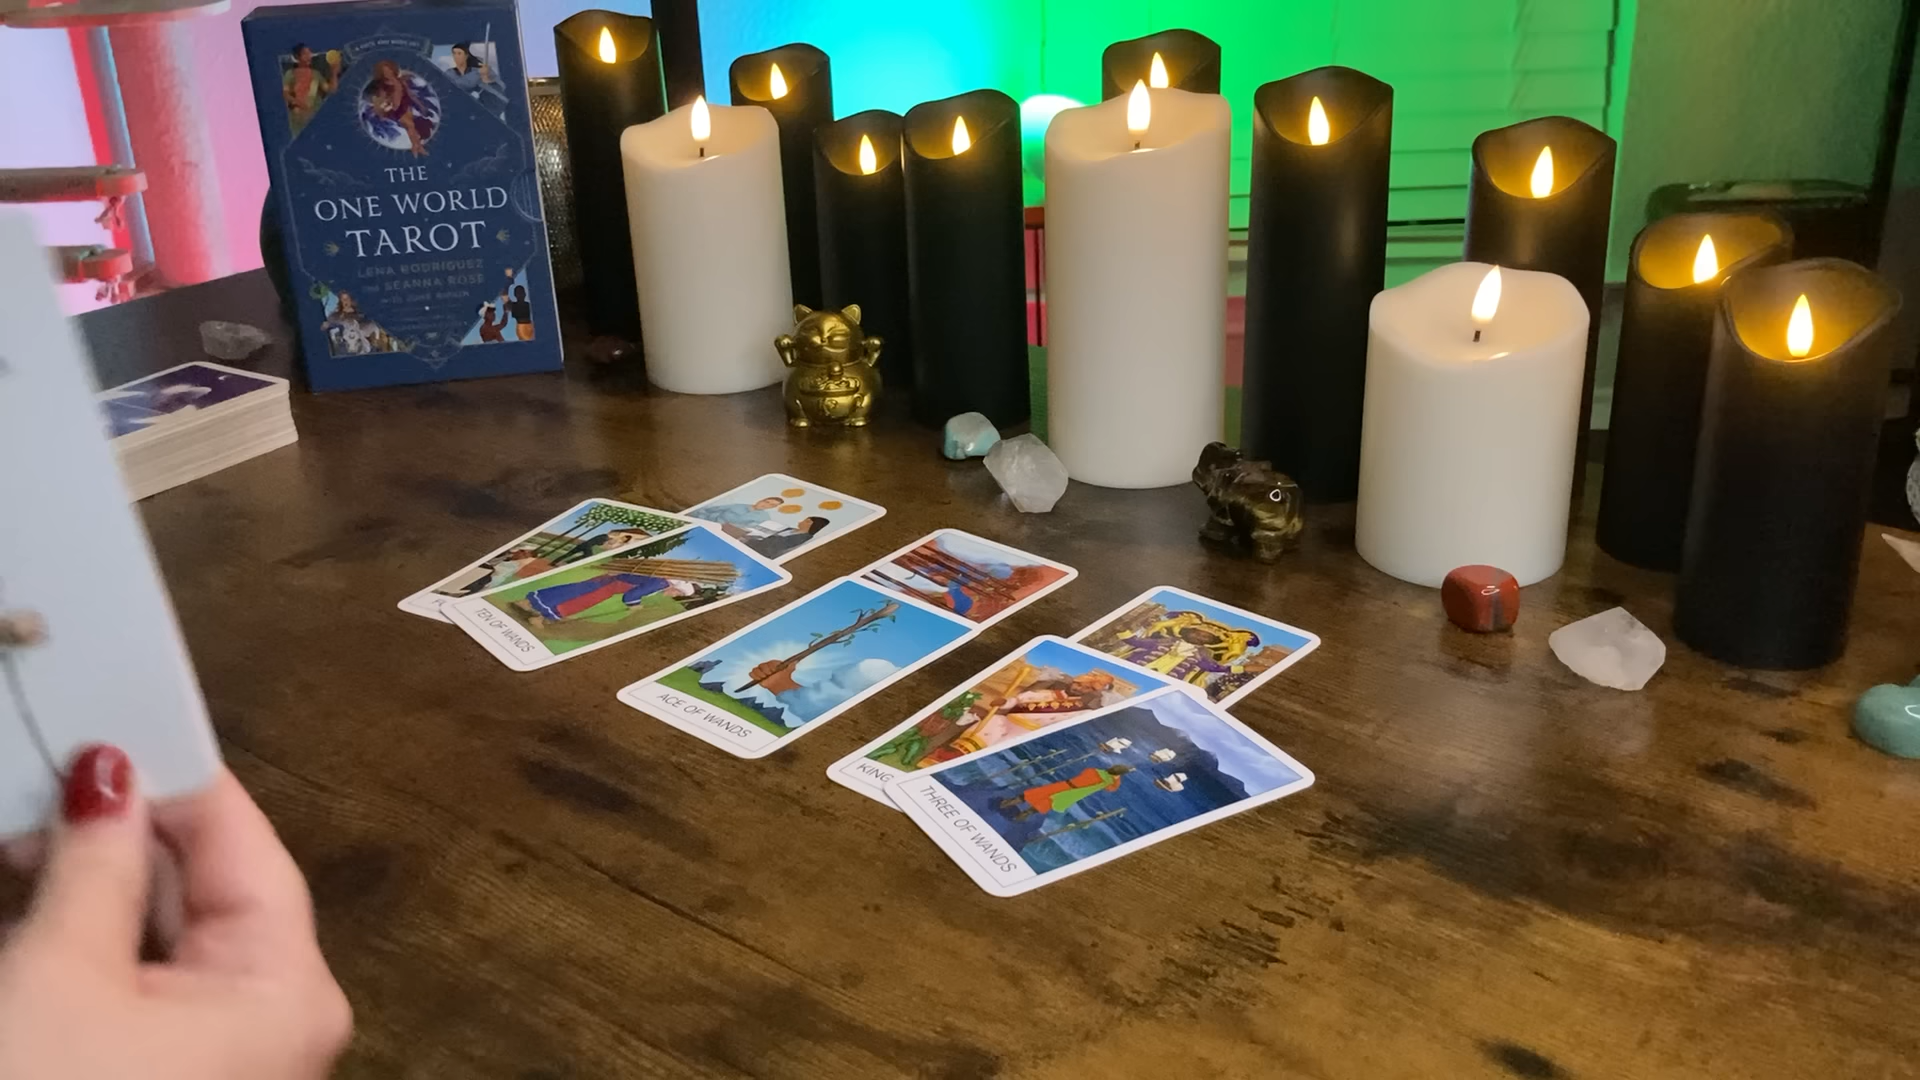 THE
ONE WORLD
TAROT
LENA RODRIGUEZ
AND SEANNA ROSE
TEN OF WANDS
ACE OF WANDS
KING
THREE OF WANDS